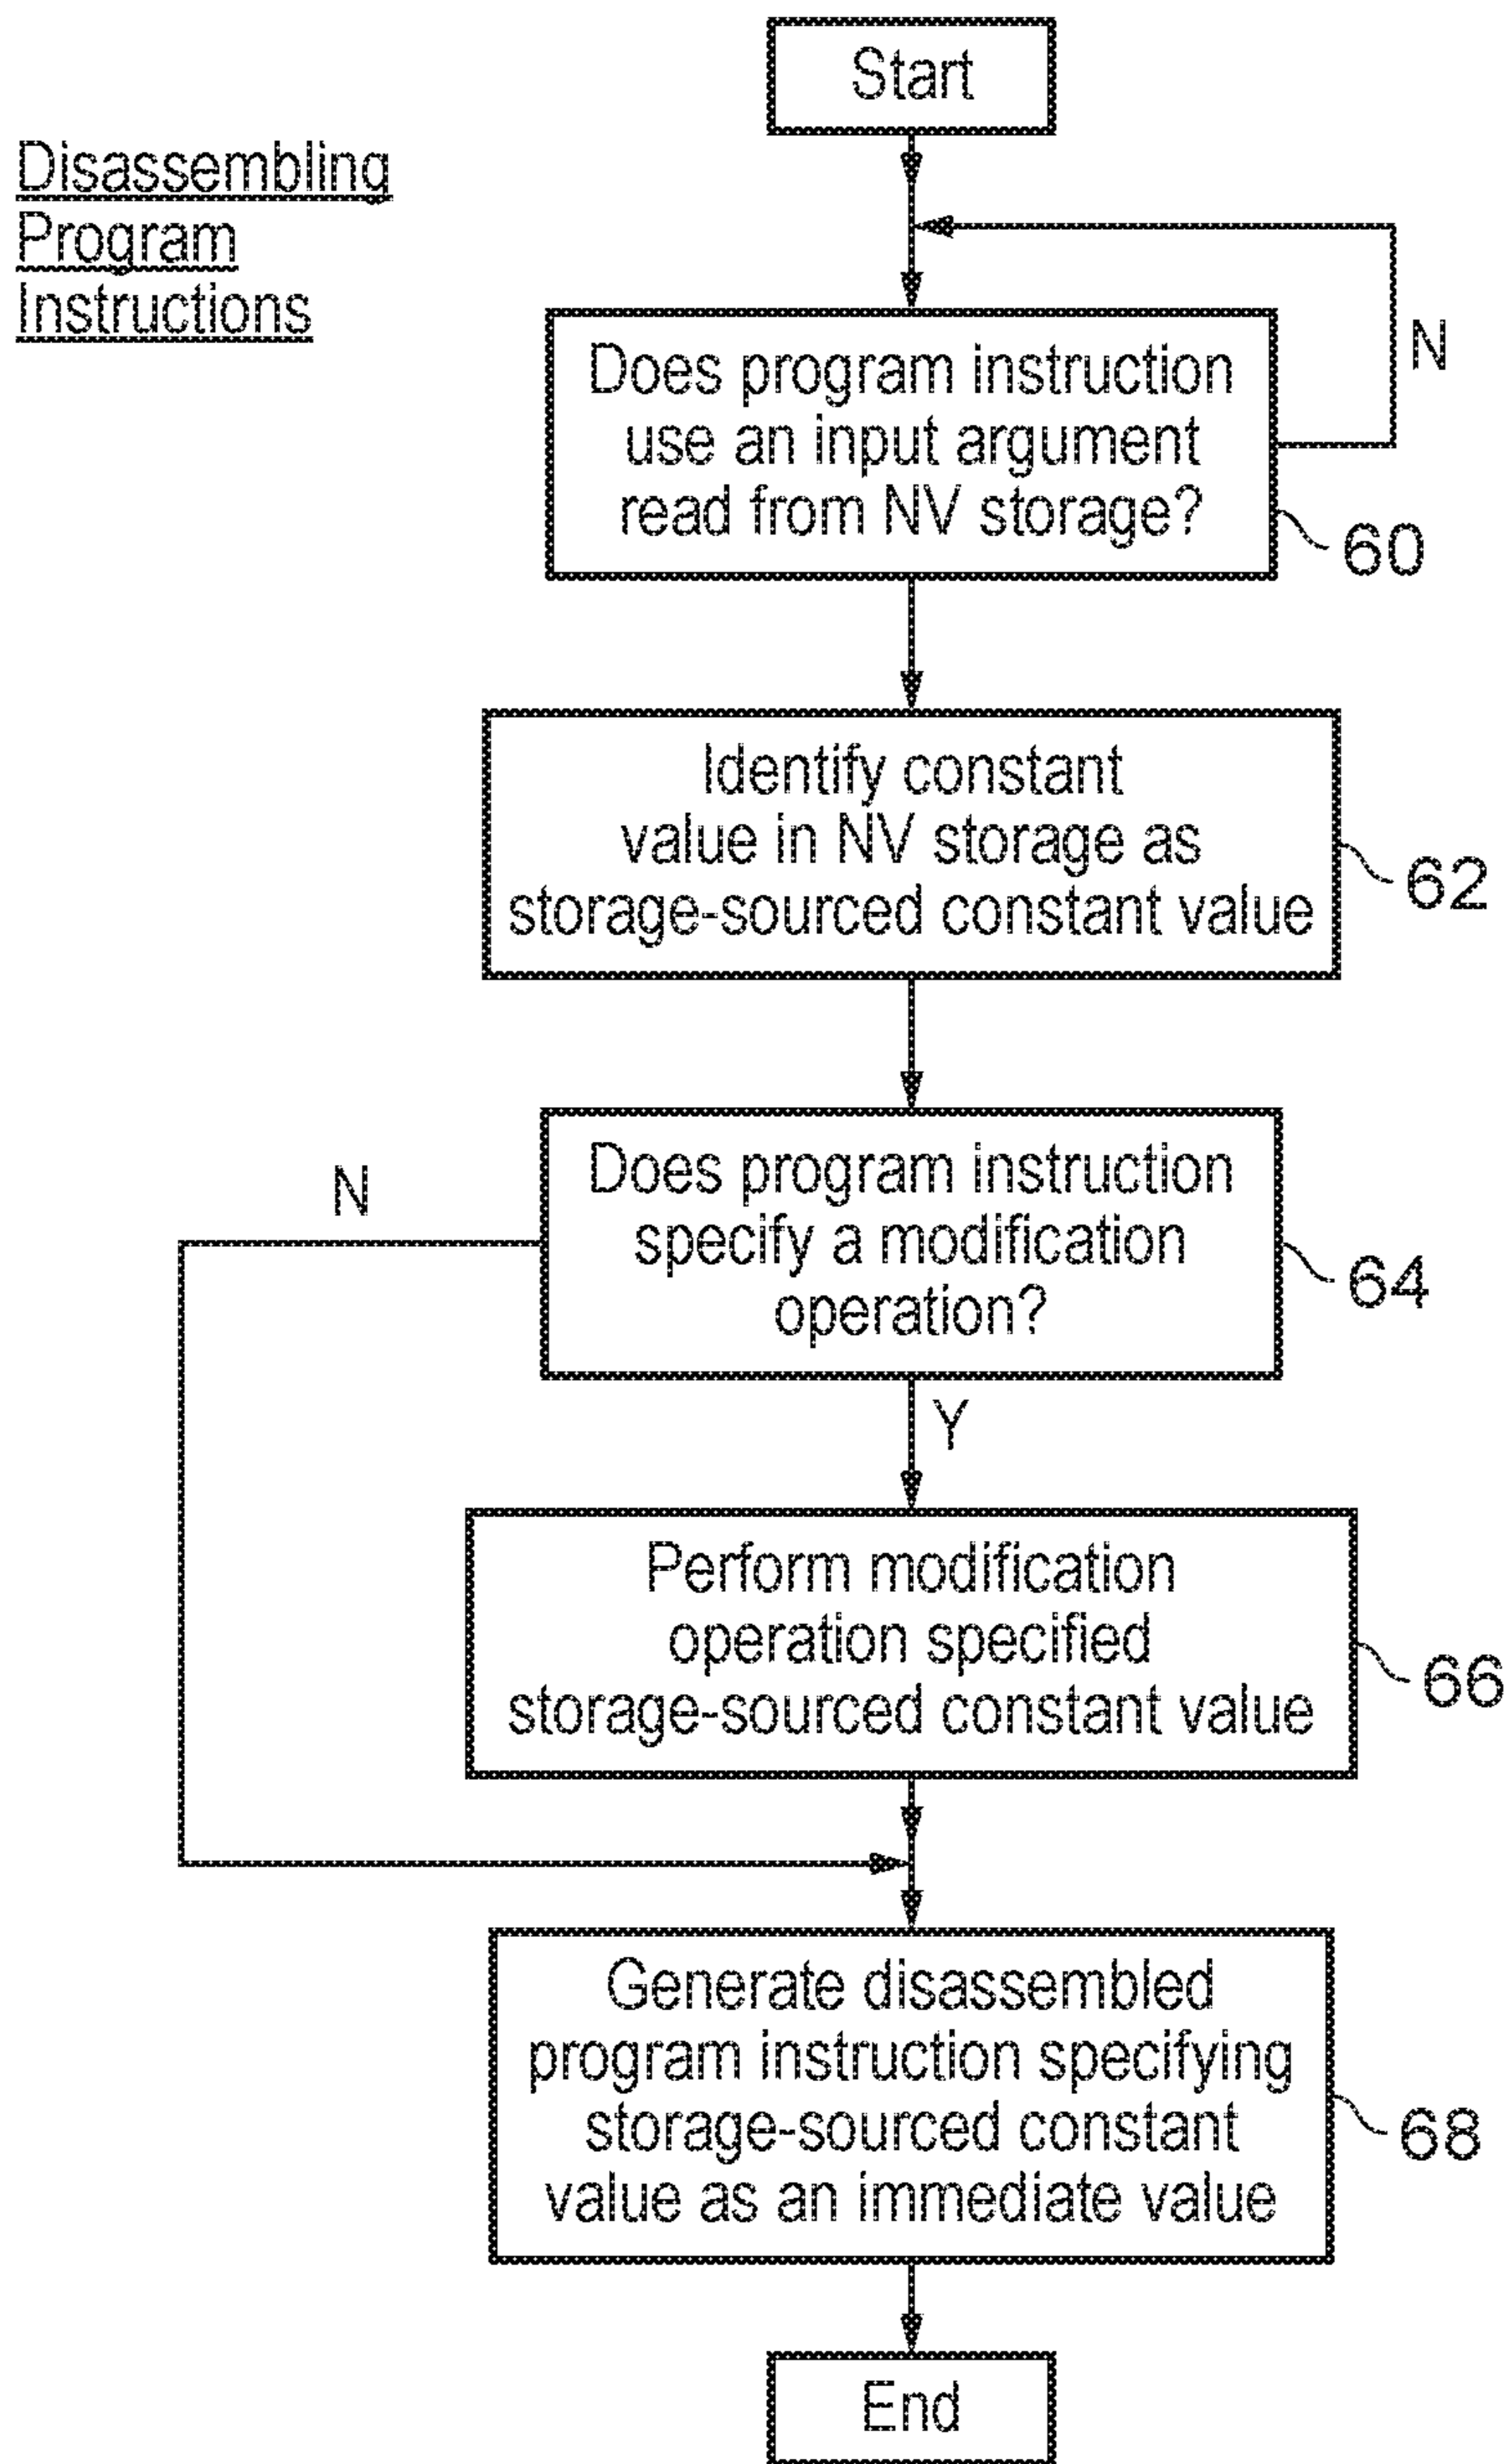 Start
Disassembling
Program
Instructions
N
Does program instruction
use an input argument
read from NV storage?
60
Identify constant
value in NV storage as
storage-sourced constant value
62
N
Does program instruction
specify a modification
operation?
64
Y
Perform modification
operation specified
storage-sourced constant value
66
Generate disassembled
program instruction specifying
storage-sourced constant
value as an immediate value
68
End